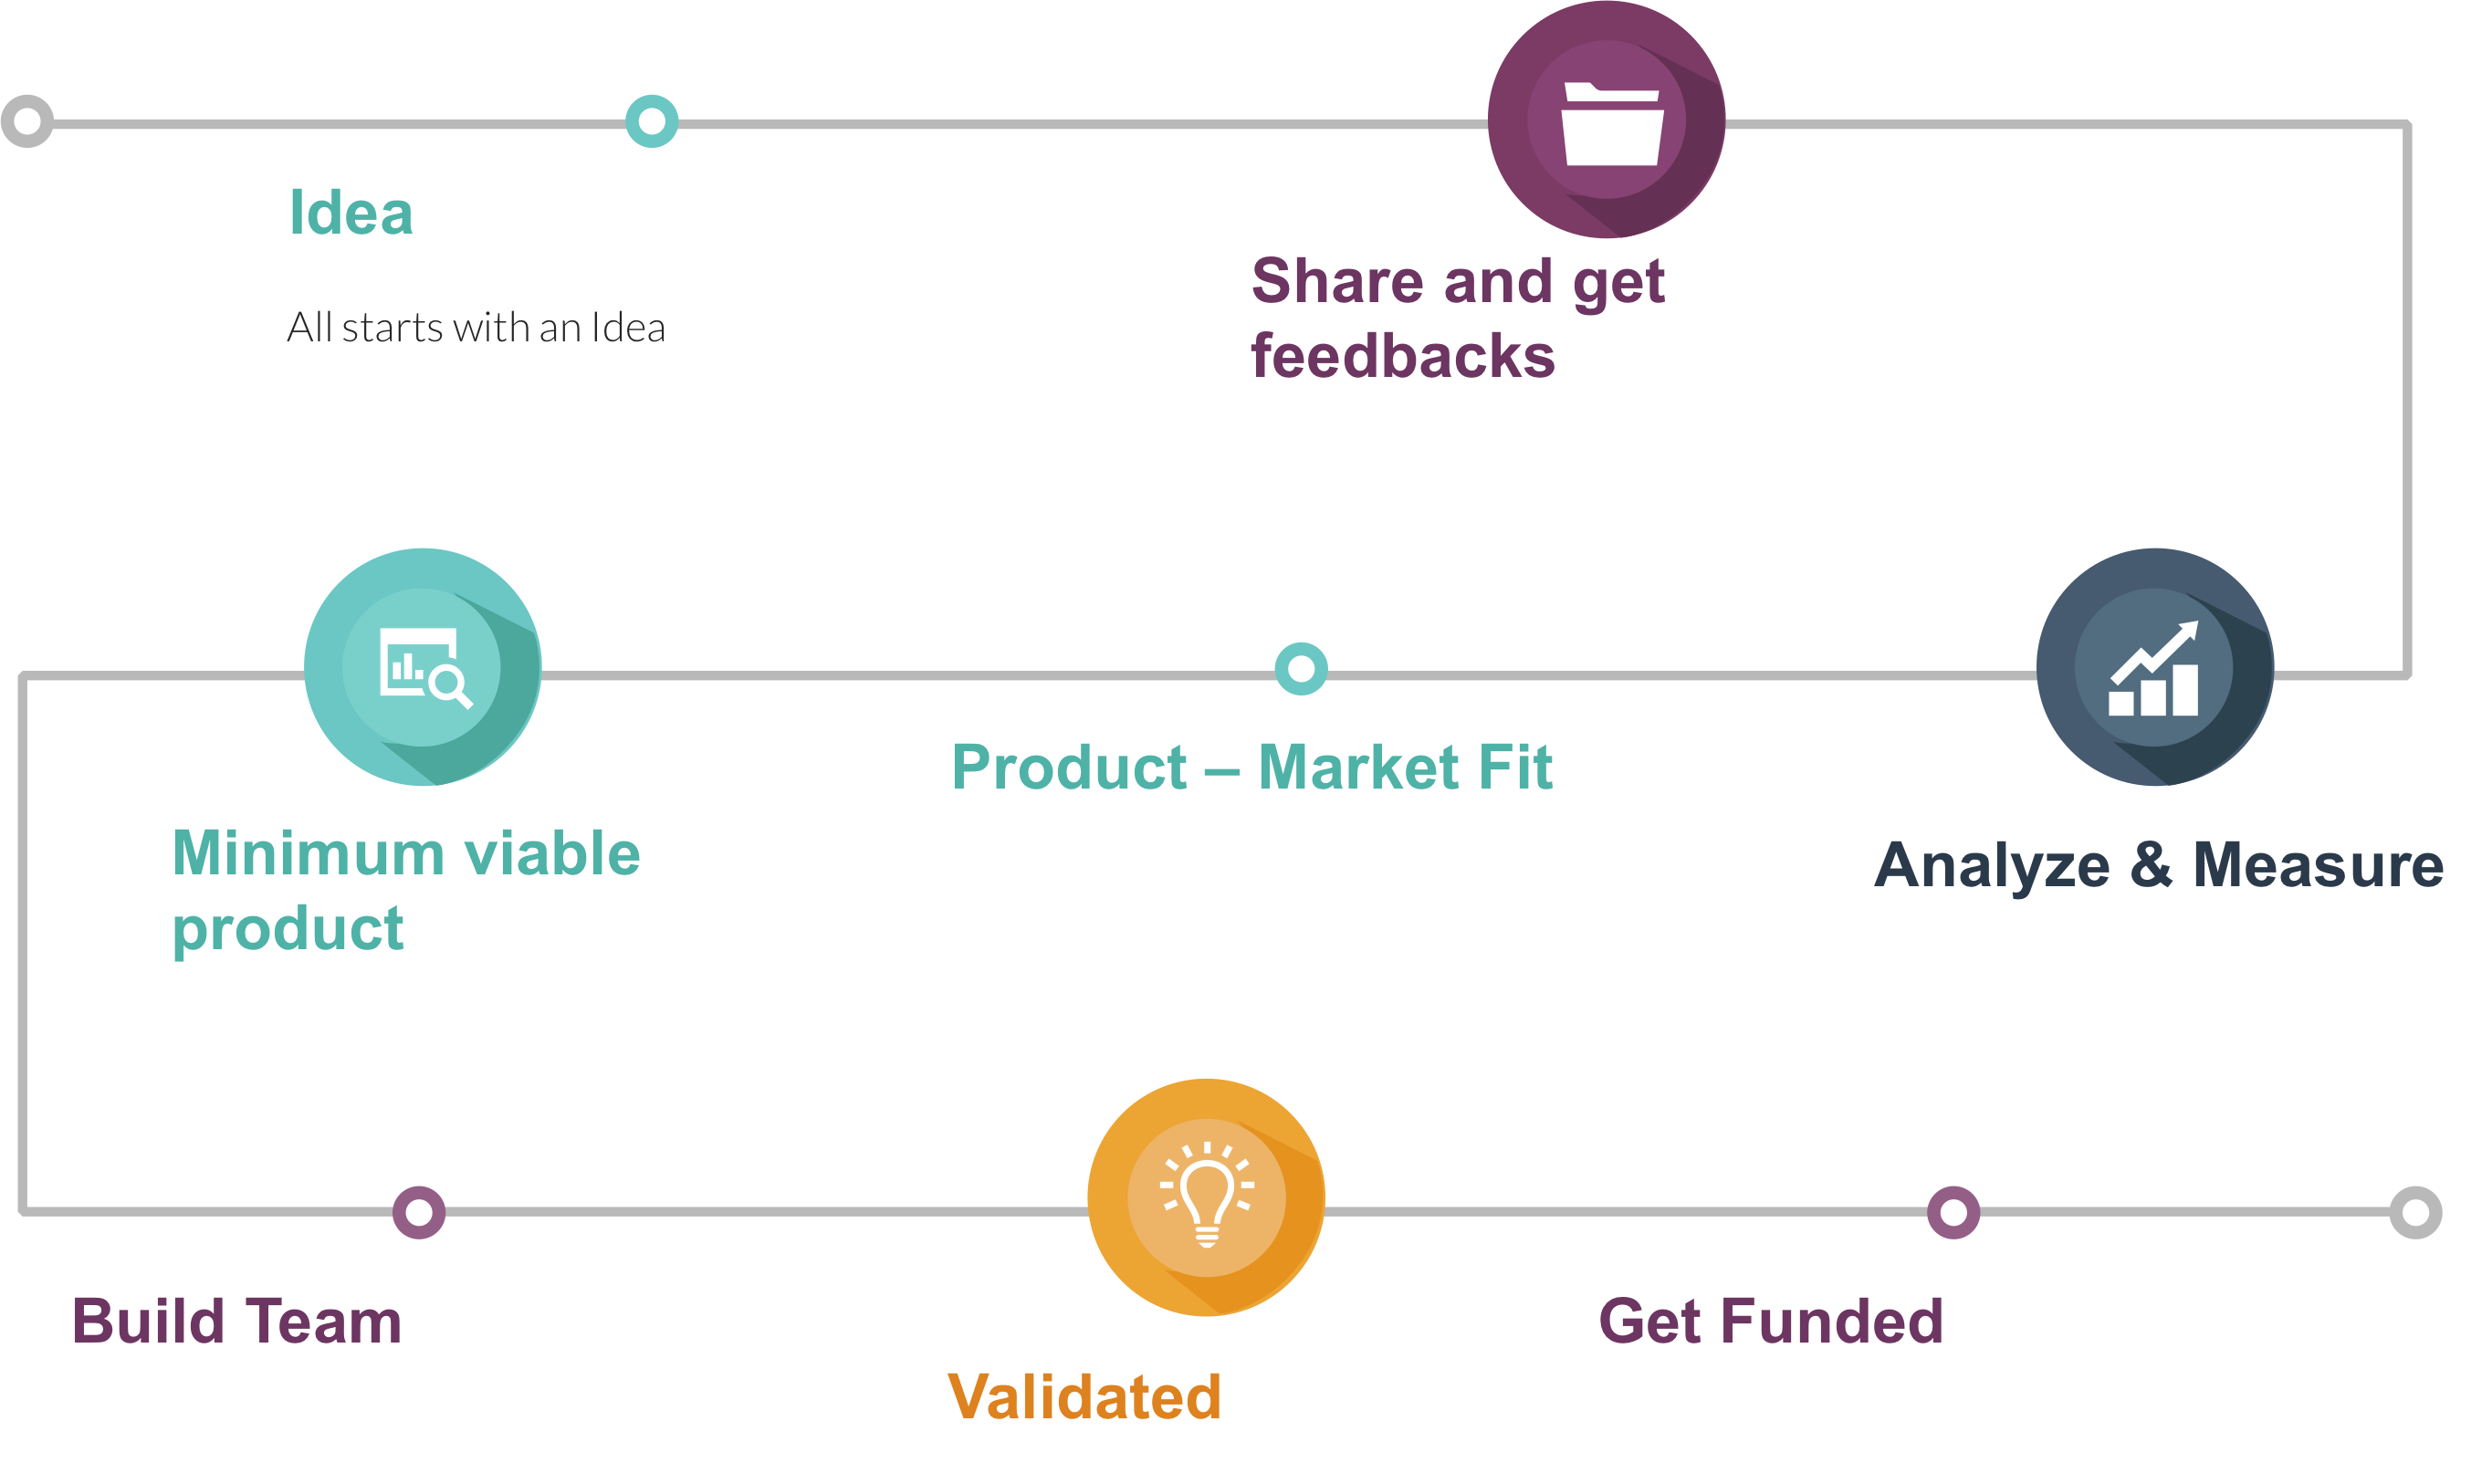 Idea
All starts with an Idea
Share and get
feedbacks
Minimum viable
product
Product – Market Fit
Analyze & Measure
Build Team
Validated
Get Funded